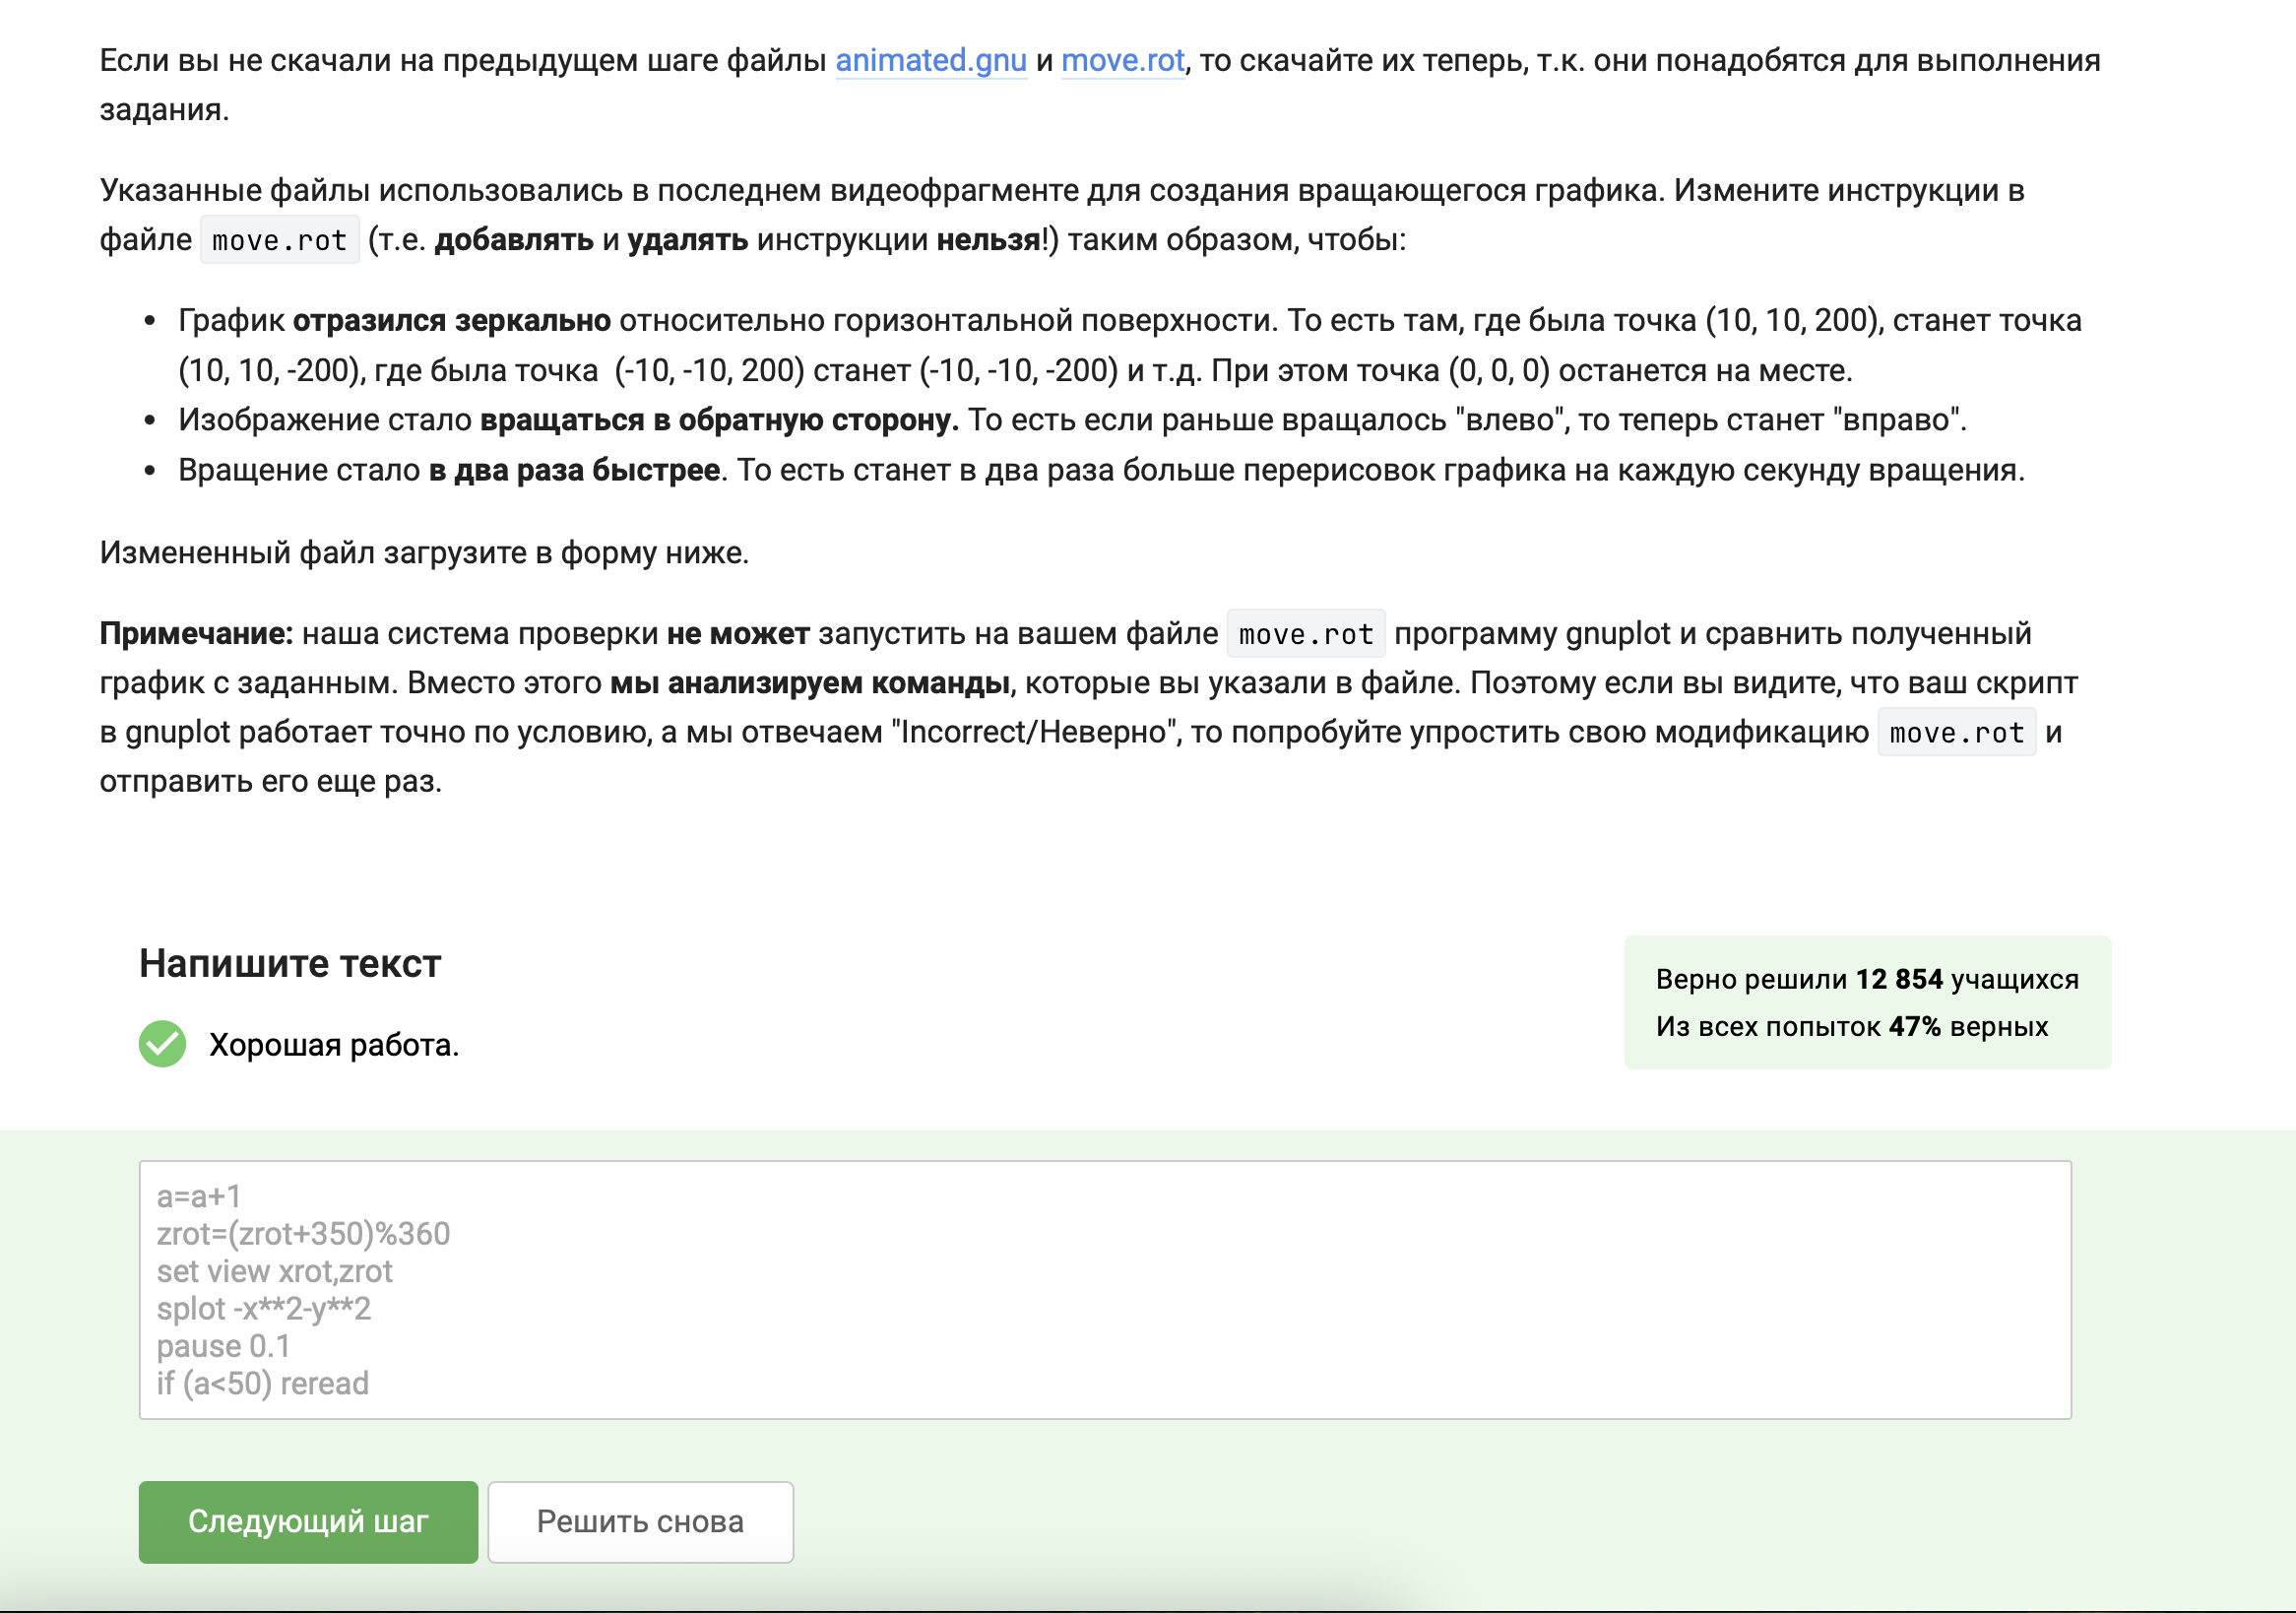 Если вы не скачали на предыдущем шаге файлы animated.gnu и move.rot, то скачайте их теперь, т.к. они понадобятся для выполнения
задания.
Указанные файлы использовались в последнем видеофрагменте для создания вращающегося графика. Измените инструкции в
файле move.rot (т.е. добавлять и удалять инструкции нельзя!) таким образом, чтобы:
• График отразился зеркально относительно горизонтальной поверхности. То есть там, где была точка (10, 10, 200), станет точка
(10, 10, -200), где была точка (-10, -10, 200) станет (-10, -10, -200) и т.д. При этом точка (0, 0, 0) останется на месте.
• Изображение стало вращаться в обратную сторону. То есть если раньше вращалось "влево", то теперь станет "вправо".
• Вращение стало в два раза быстрее. То есть станет в два раза больше перерисовок графика на каждую секунду вращения.
Измененный файл загрузите в форму ниже.
Примечание: наша система проверки не может запустить на вашем файле move.rot программу gnuplot и сравнить полученный
график с заданным. Вместо этого мы анализируем команды, которые вы указали в файле. Поэтому если вы видите, что ваш скрипт
в gnuplot работает точно по условию, а мы отвечаем "Incorrect/Неверно", то попробуйте упростить свою модификацию move.rot и
отправить его еще раз.
Напишите текст
Хорошая работа.
Верно решили 12 854 учащихся
Из всех попыток 47% верных
a=a+1
zrot=(zrot+350)%360
set view xrot,zrot
splot -x**2-y**2
pause 0.1
if (a<50) reread
Следующий шаг
Решить снова